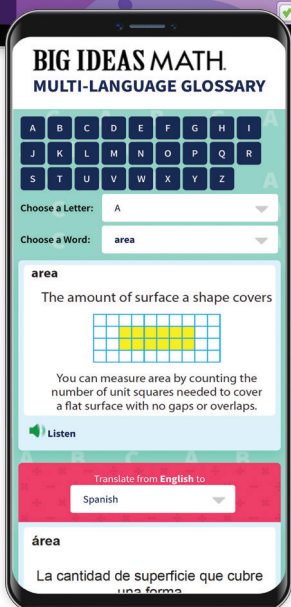 BIG IDEAS MATH
MULTI-LANGUAGE GLOSSARY
A B C D E F G H I
J K L M N O P Q R
S T U V W X Y Z
Choose a Letter: A
Choose a Word: area
area
The amount of surface a shape covers
You can measure area by counting the
number of unit squares needed to cover
a flat surface with no gaps or overlaps.
Listen
Translate from English to
Spanish
área
La cantidad de superficie que cubre
una forma